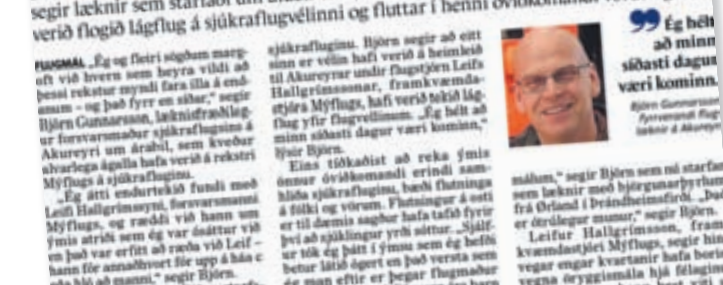 segir læknir sem starfaði um
verið flogið lágflug á sjúkraflugvélinni og fluttar í henni óviðkomandi
FLUGMÁL „Ég og fleiri sögðum marg-
oft við hvern sem heyra vildi að
þessi rekstur myndi fara illa á end-
anum – og það fyrr en síðar,“ segir
Björn Gunnarsson, læknisfræðileg-
ur forsvarsmaður sjúkraflugsins á
Akureyri um árabil, sem kveður
alvarlega ágalla hafa verið á rekstri
Mýflugs á sjúkrafluginu.
„Ég átti endurtekið fundi með
Leifi Hallgrímssyni, forsvarsmanni
Mýflugs, og ræddi við hann um
ýmis atriði sem ég var ósáttur við
en það var erfitt að ræða við Leif –
hann fór annaðhvort fór upp á háa c
eða hló að manni,“ segir Björn.
sjúkrafluginu. Björn segir að eitt
sinn er vélin hafi verið á heimleið
til Akureyrar undir flugstjórn Leifs
Hallgrímssonar, framkvæmda-
stjóra Mýflugs, hafi verið tekið lág-
flug yfir flugvellinum. „Ég hélt að
minn síðasti dagur væri kominn,“
lýsir Björn.
Eins tíðkaðist að reka ýmis
önnur óviðkomandi erindi sam-
hliða sjúkrafluginu, bæði flutninga
á fólki og vörum. Flutningur á osti
er til dæmis sagður hafa tafið fyrir
því að sjúklingur yrði sóttur. „Sjálf-
ur tók ég þátt í ýmsu sem ég hefði
betur látið ógert en það versta sem
ég man eftir er þegar flugmaður
Ég hélt
að minn
síðasti dagur
væri kominn.
Björn Gunnarsson
fyrrverandi
læknir á
málum,“ segir Björn sem nú starfar
sem læknir með björgunarþyrlum
frá Ørland í Þrándheimsfirði.
er ótrúlegur munur,“ segir Björn.
Leifur Hallgrímsson, fram-
kvæmdastjóri Mýflugs, segir hins
vegar engar kvartanir hafa borist
vegna öryggismála hjá félaginu